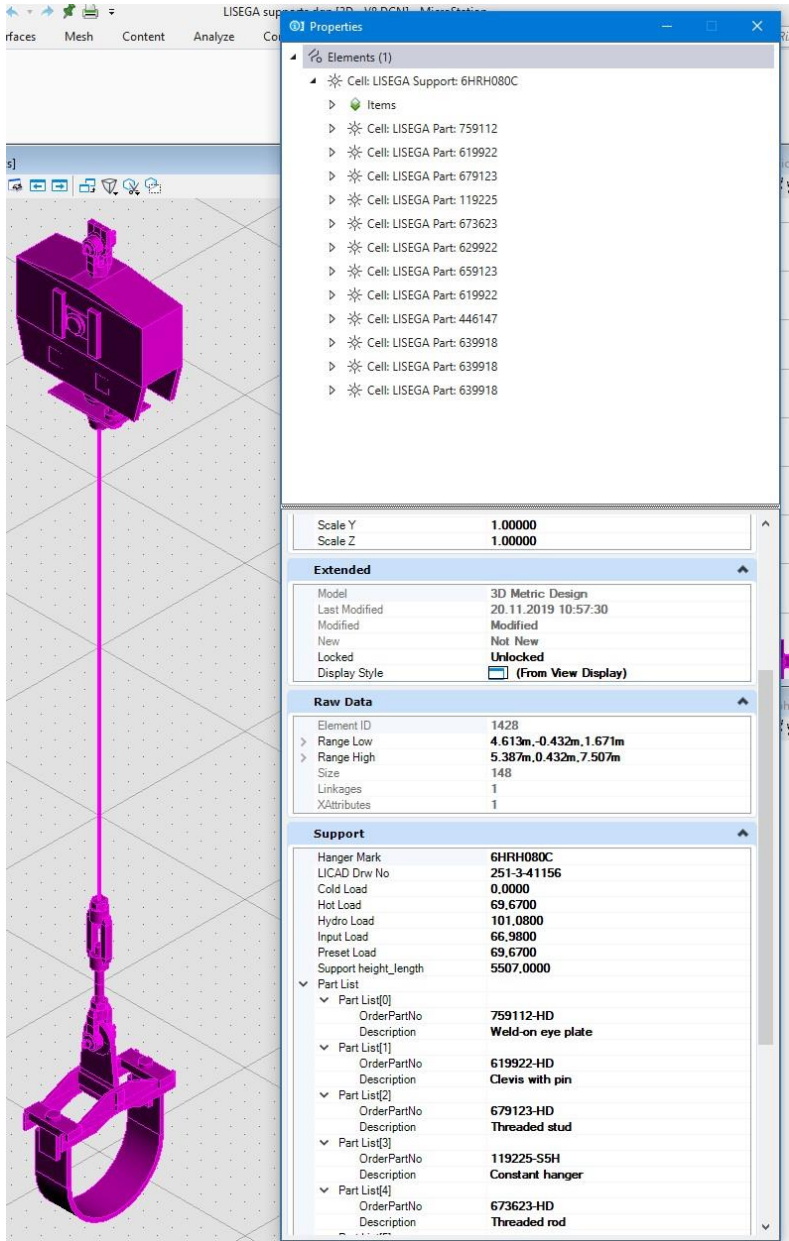 LISEGA supports.dgn [3D - V8 DGN] - MicroStation
rfaces Mesh Content Analyze
Properties
Elements (1)
Cell: LISEGA Support: 6HRH080C
Items
Cell: LISEGA Part: 759112
Cell: LISEGA Part: 619922
Cell: LISEGA Part: 679123
Cell: LISEGA Part: 119225
Cell: LISEGA Part: 673623
Cell: LISEGA Part: 629922
Cell: LISEGA Part: 659123
Cell: LISEGA Part: 619922
Cell: LISEGA Part: 446147
Cell: LISEGA Part: 639918
Cell: LISEGA Part: 639918
Cell: LISEGA Part: 639918
s]
Scale Y 1.00000
Scale Z 1.00000
Extended
Model 3D Metric Design
Last Modified 20.11.2019 10:57:30
Modified Modified
New Not New
Locked Unlocked
Display Style (From View Display)
Raw Data
Element ID 1428
Range Low 4.613m,-0.432m,1.671m
Range High 5.387m,0.432m,7.507m
Size 148
Linkages 1
XAttributes 1
Support
Hanger Mark 6HRH080C
LICAD Drw No 251-3-41156
Cold Load 0,0000
Hot Load 69,6700
Hydro Load 101,0800
Input Load 66,9800
Preset Load 69,6700
Support height_length 5507,0000
Part List
Part List[0]
OrderPartNo 759112-HD
Description Weld-on eye plate
Part List[1]
OrderPartNo 619922-HD
Description Clevis with pin
Part List[2]
OrderPartNo 679123-HD
Description Threaded stud
Part List[3]
OrderPartNo 119225-S5H
Description Constant hanger
Part List[4]
OrderPartNo 673623-HD
Description Threaded rod